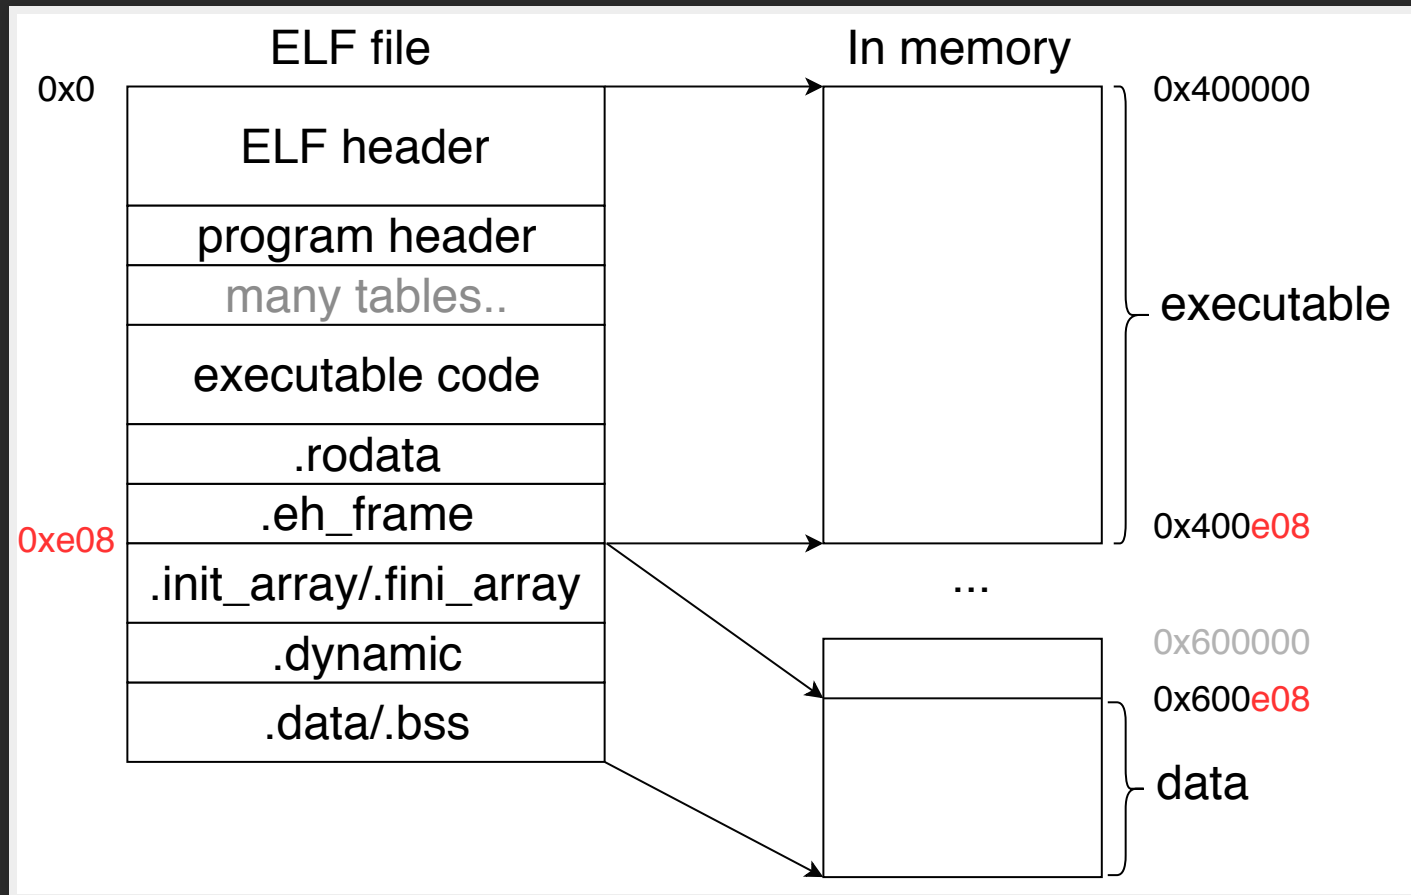 ELF file
In memory
0x0
0x400000
ELF header
program header
many tables..
executable
executable code
.rodata
.eh_frame
0xe08
0x400e08
.init_array/.fini_array
...
.dynamic
0x600000
0x600e08
.data/.bss
data